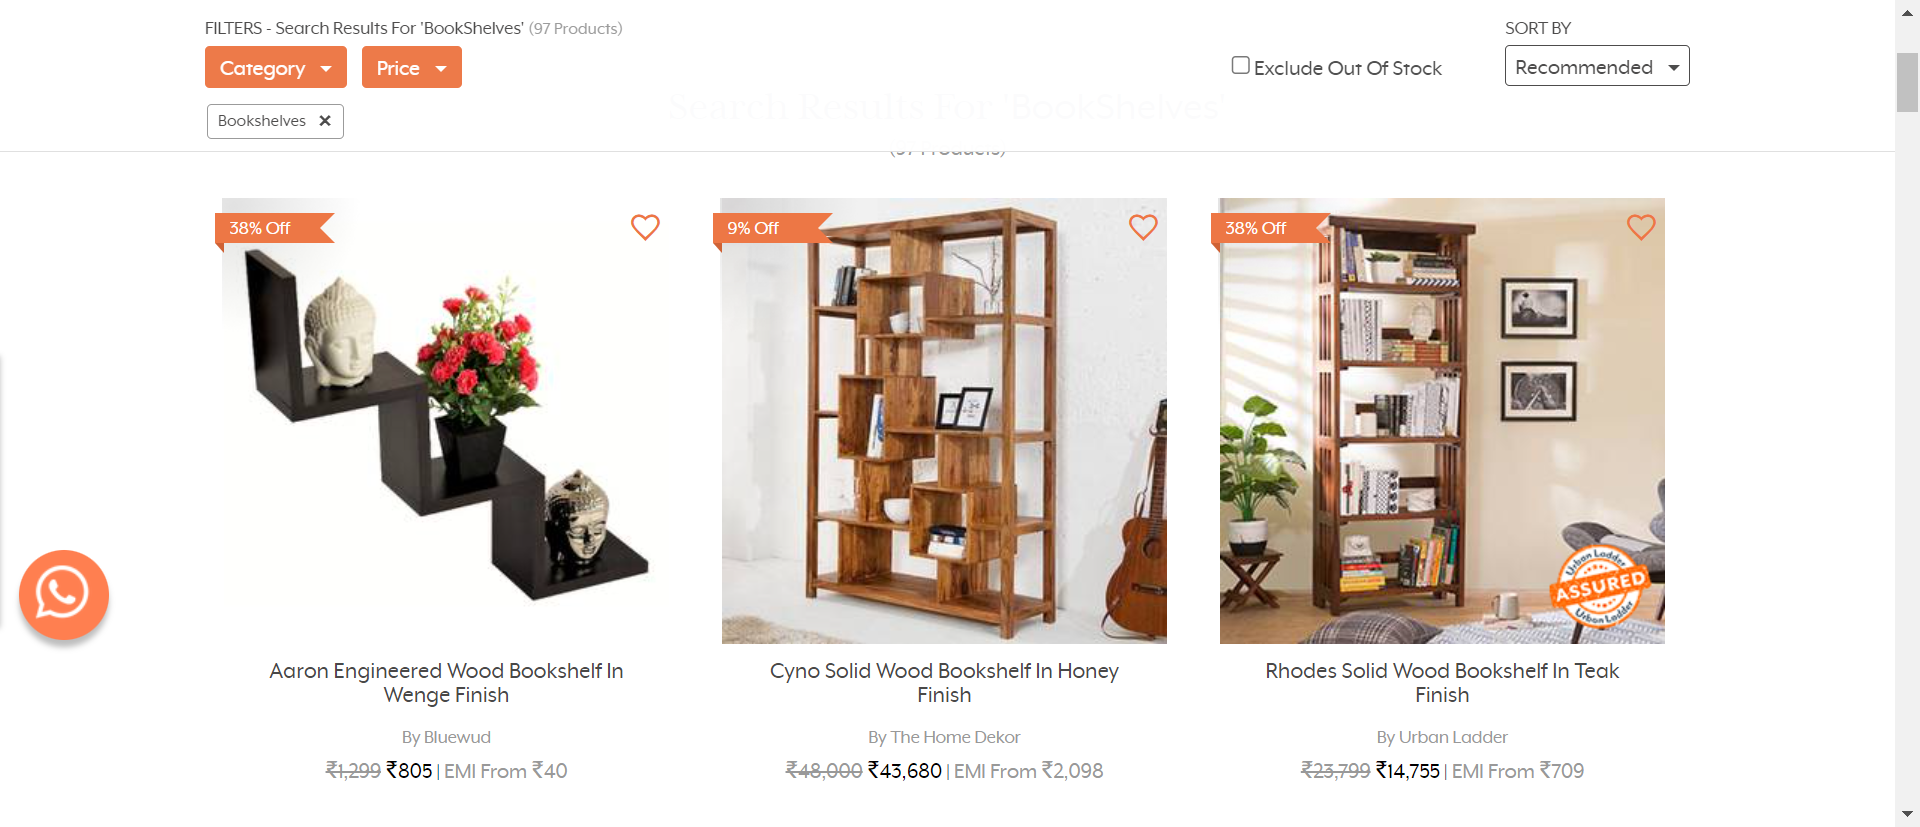 FILTERS - Search Results For 'BookShelves' (97 Products)
SORT BY
Category
Price
Exclude Out Of Stock
Recommended
Search Results For 'BookShelves'
Bookshelves ✕
(97 Products)
38% Off
9% Off
38% Off
Urban Ladder
ASSURED
Urban Ladder
Aaron Engineered Wood Bookshelf In
Wenge Finish
By Bluewud
₹1,299 ₹805 | EMI From ₹40
Cyno Solid Wood Bookshelf In Honey
Finish
By The Home Dekor
₹48,000 ₹43,680 | EMI From ₹2,098
Rhodes Solid Wood Bookshelf In Teak
Finish
By Urban Ladder
₹23,799 ₹14,755 | EMI From ₹709